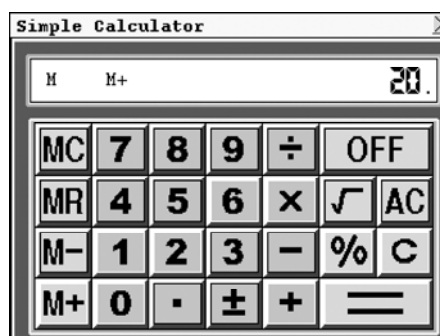 Simple Calculator
M M+ 20.
MC 7 8 9 ÷ OFF
MR 4 5 6 × √ AC
M− 1 2 3 − % C
M+ 0 . ± + =